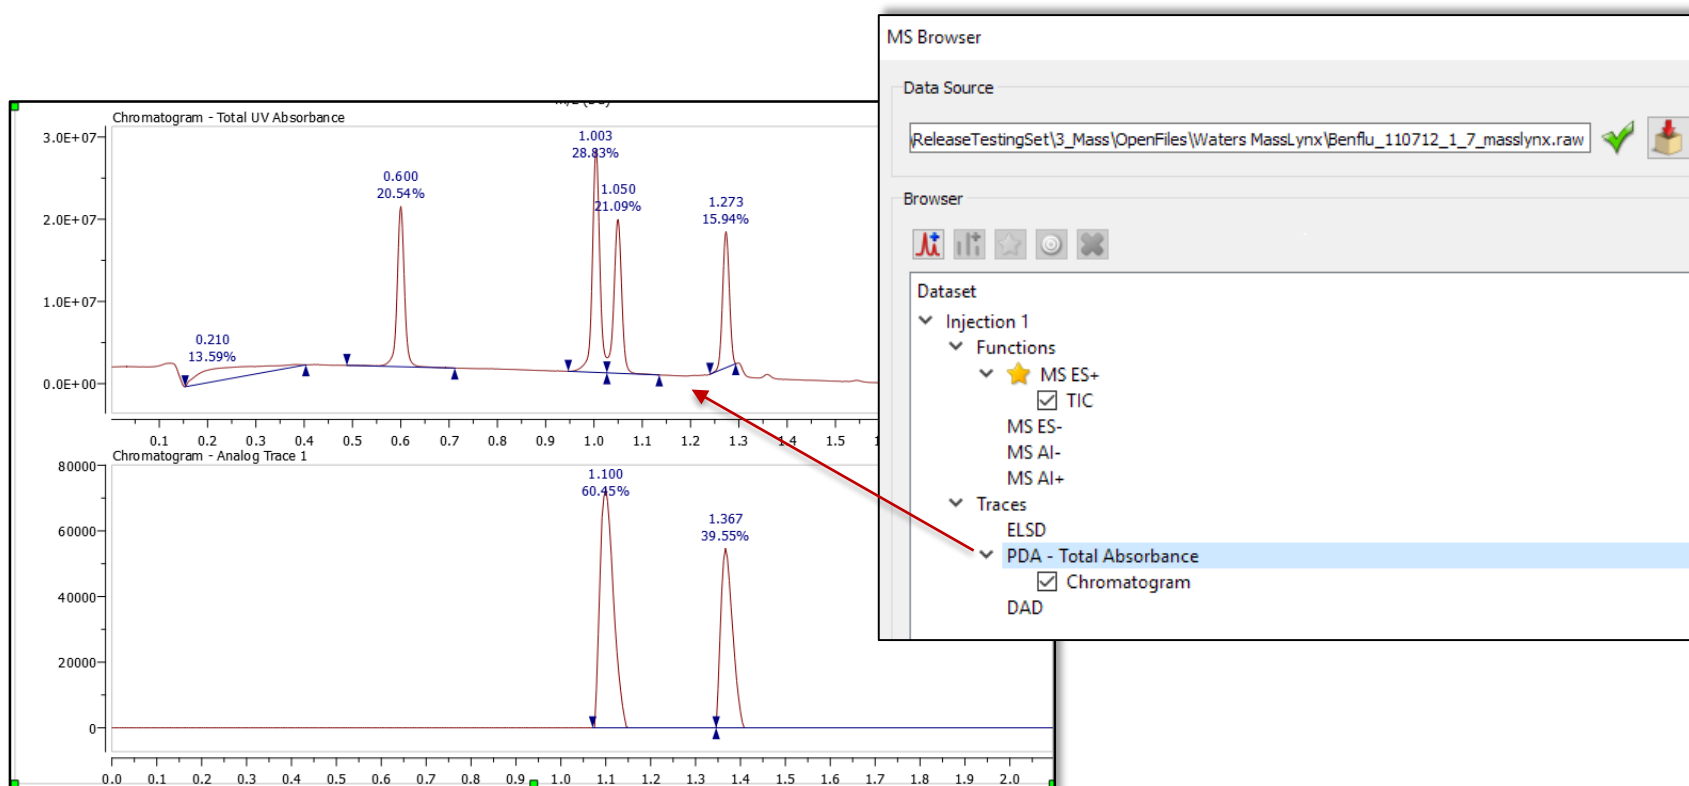 Chromatogram - Total UV Absorbance
3.0E+07
2.0E+07
1.0E+07
0.0E+00
0.210
13.59%
0.600
20.54%
1.003
28.83%
1.050
21.09%
1.273
15.94%
0.1 0.2 0.3 0.4 0.5 0.6 0.7 0.8 0.9 1.0 1.1 1.2 1.3 1.4 1.5
Chromatogram - Analog Trace 1
80000
60000
40000
20000
0
1.100
60.45%
1.367
39.55%
0.0 0.1 0.2 0.3 0.4 0.5 0.6 0.7 0.8 0.9 1.0 1.1 1.2 1.3 1.4 1.5 1.6 1.7 1.8 1.9 2.0
MS Browser
Data Source
\ReleaseTestingSet\3_Mass\OpenFiles\Waters MassLynx\Benflu_110712_1_7_masslynx.raw
Browser
Dataset
Injection 1
Functions
MS ES+
TIC
MS ES-
MS AI-
MS AI+
Traces
ELSD
PDA - Total Absorbance
Chromatogram
DAD